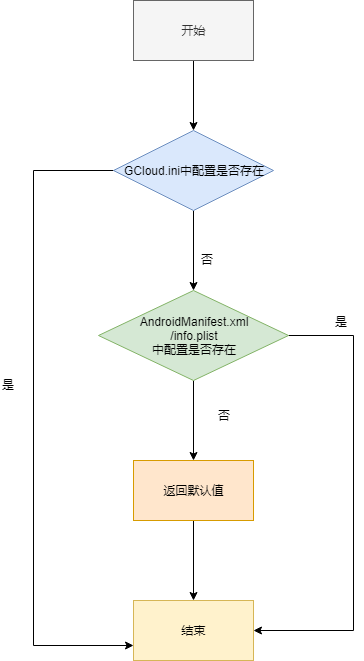 开始
GCloud.ini中配置是否存在
否
AndroidManifest.xml
/info.plist
中配置是否存在
是
是
否
返回默认值
结束